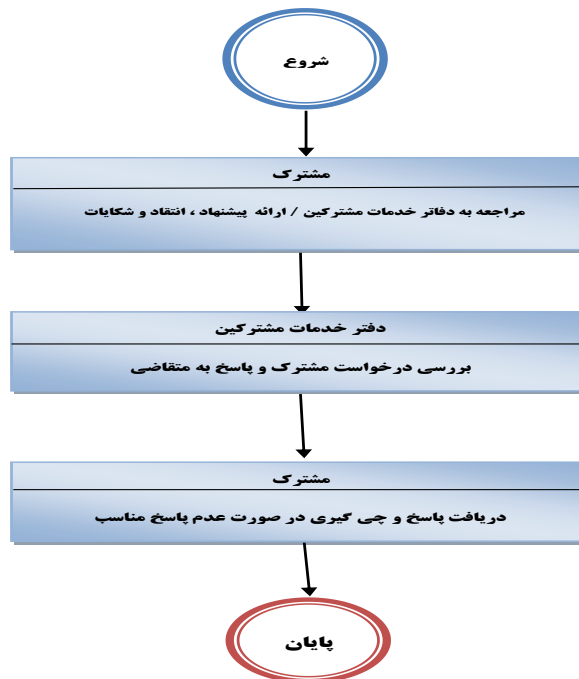 شروع
مشترک
مراجعه به دفاتر خدمات مشترکین / ارائه پیشنهاد ، انتقاد و شکایات
دفتر خدمات مشترکین
بررسی درخواست مشترک و پاسخ به متقاضی
مشترک
دریافت پاسخ و چی گیری در صورت عدم پاسخ مناسب
پایان